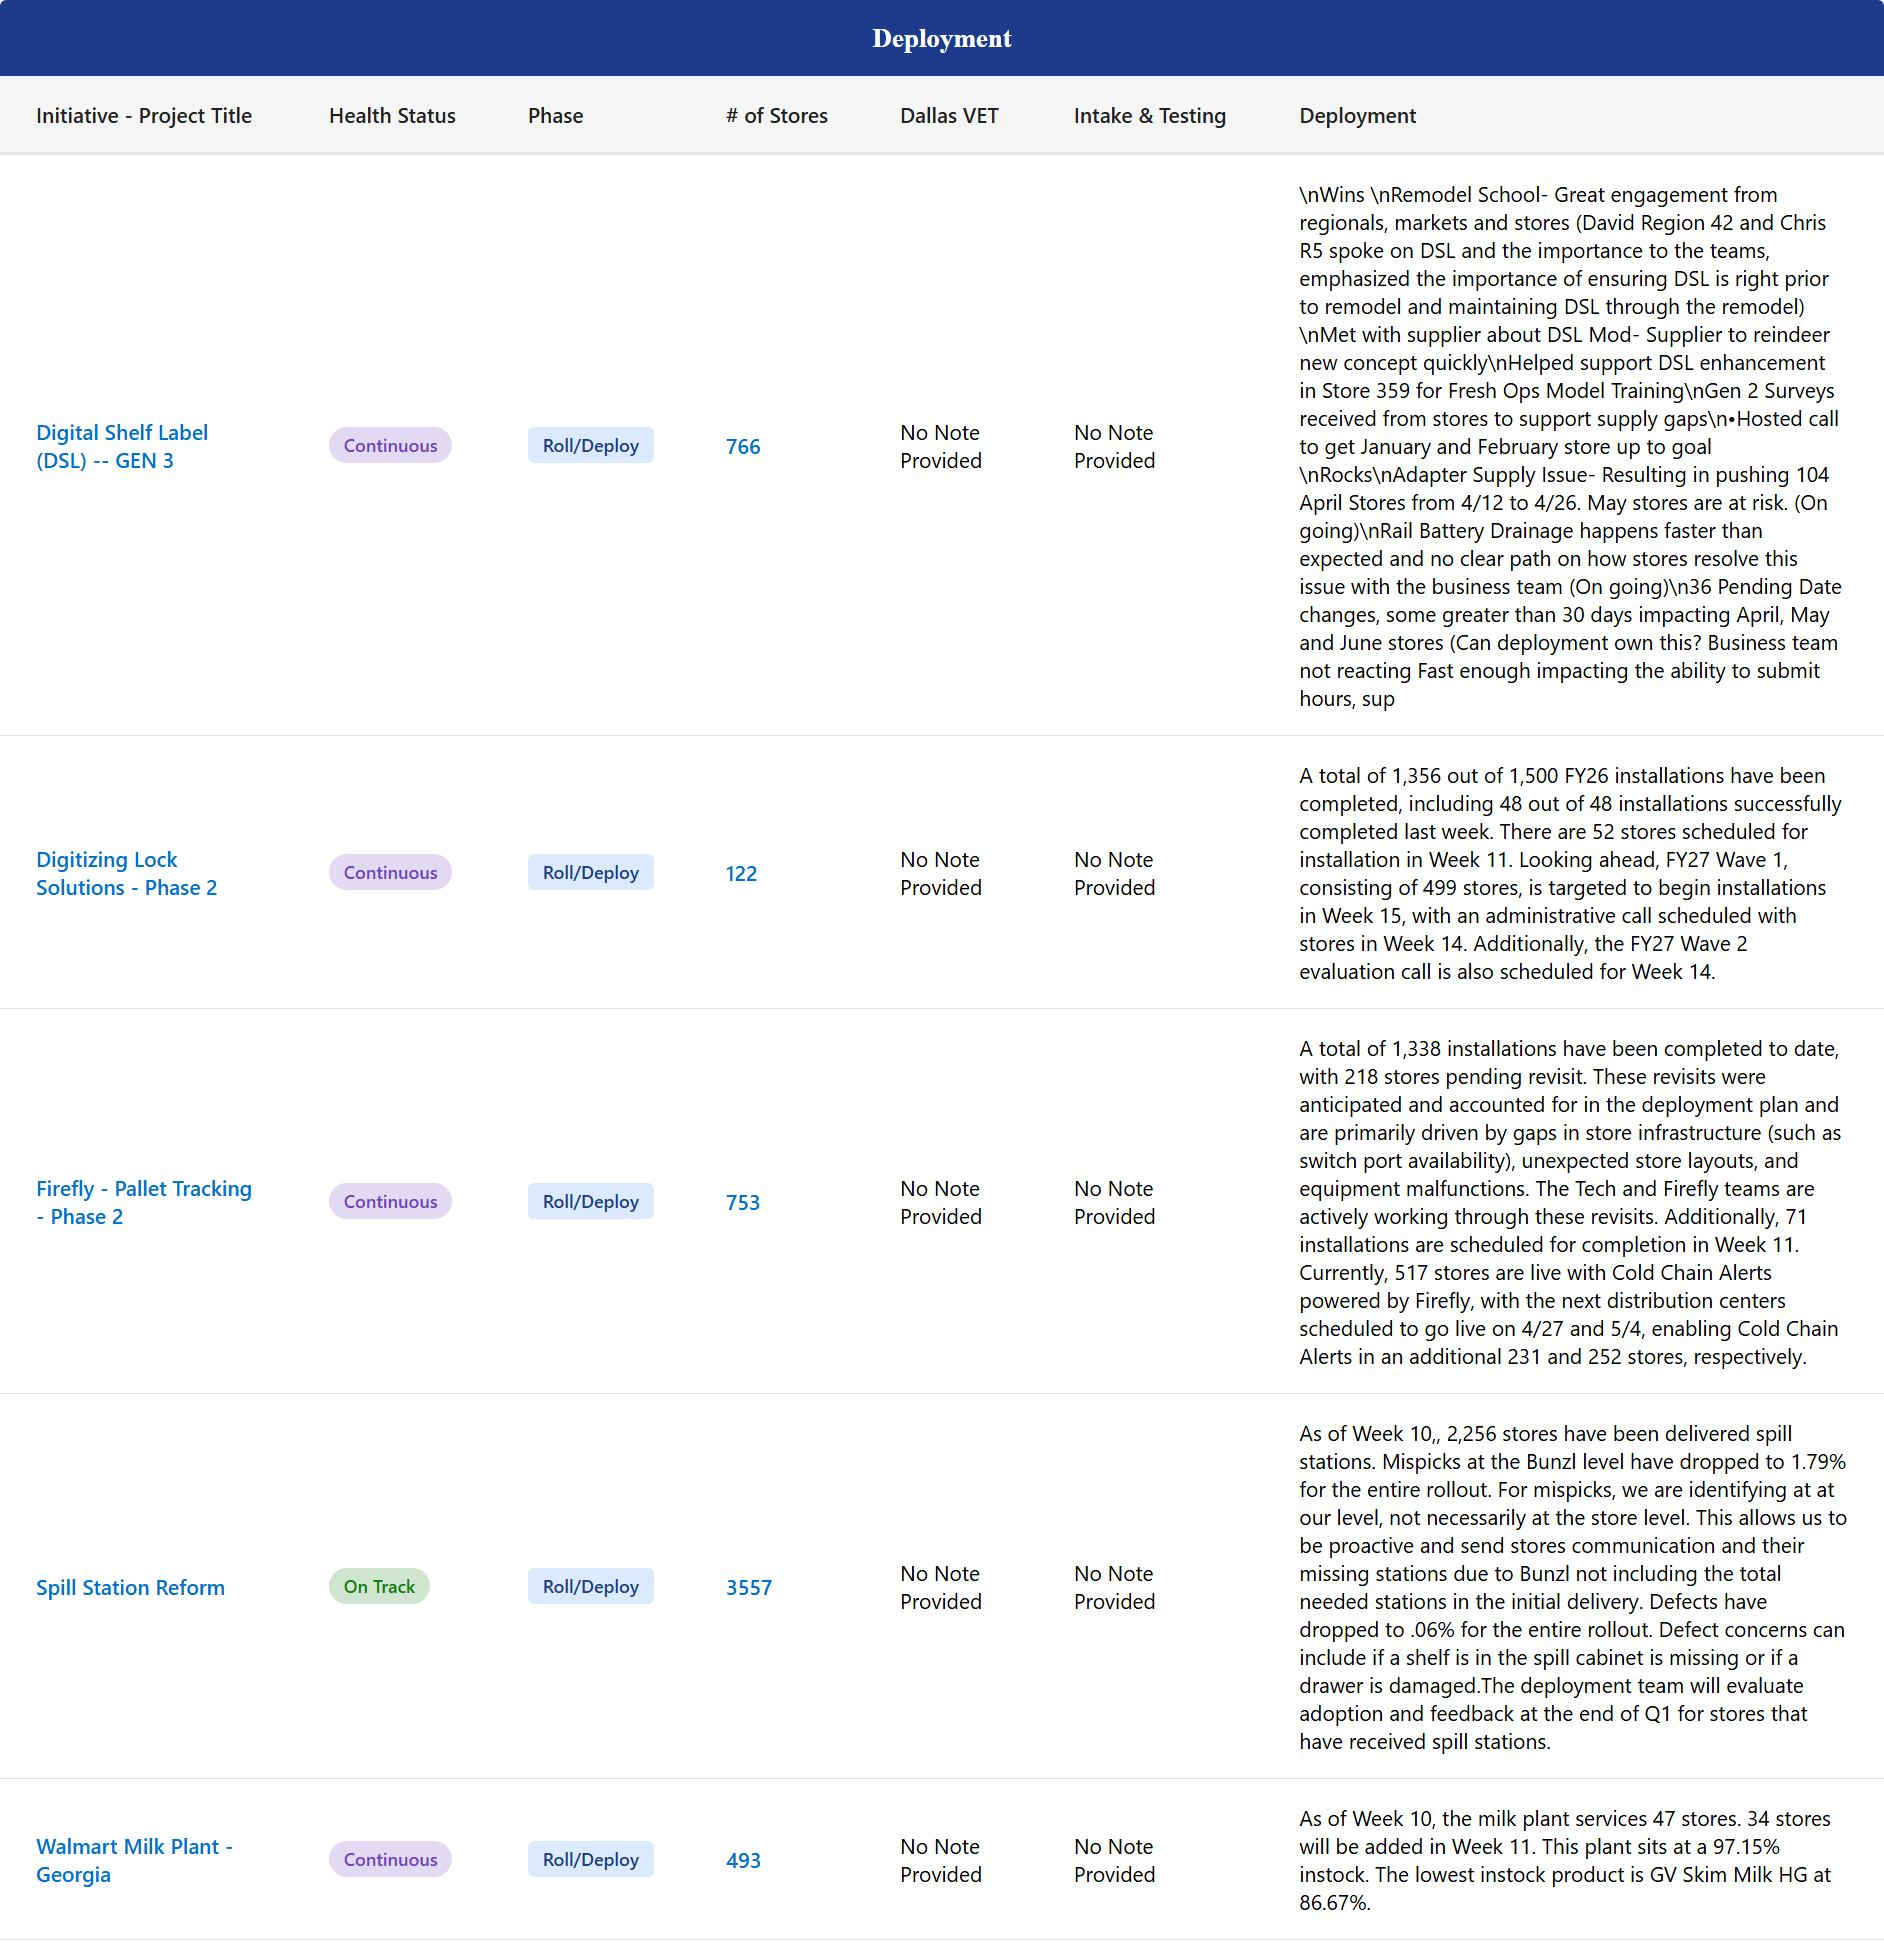 Deployment
Initiative - Project Title
Health Status
Phase
# of Stores
Dallas VET
Intake & Testing
Deployment
Digital Shelf Label
(DSL) -- GEN 3
Continuous
Roll/Deploy
766
No Note
Provided
No Note
Provided
\nWins \nRemodel School- Great engagement from
regionals, markets and stores (David Region 42 and Chris
R5 spoke on DSL and the importance to the teams,
emphasized the importance of ensuring DSL is right prior
to remodel and maintaining DSL through the remodel)
\nMet with supplier about DSL Mod- Supplier to reindeer
new concept quickly\nHelped support DSL enhancement
in Store 359 for Fresh Ops Model Training\nGen 2 Surveys
received from stores to support supply gaps\n•Hosted call
to get January and February store up to goal
\nRocks\nAdapter Supply Issue- Resulting in pushing 104
April Stores from 4/12 to 4/26. May stores are at risk. (On
going)\nRail Battery Drainage happens faster than
expected and no clear path on how stores resolve this
issue with the business team (On going)\n36 Pending Date
changes, some greater than 30 days impacting April, May
and June stores (Can deployment own this? Business team
not reacting Fast enough impacting the ability to submit
hours, sup
Digitizing Lock
Solutions - Phase 2
Continuous
Roll/Deploy
122
No Note
Provided
No Note
Provided
A total of 1,356 out of 1,500 FY26 installations have been
completed, including 48 out of 48 installations successfully
completed last week. There are 52 stores scheduled for
installation in Week 11. Looking ahead, FY27 Wave 1,
consisting of 499 stores, is targeted to begin installations
in Week 15, with an administrative call scheduled with
stores in Week 14. Additionally, the FY27 Wave 2
evaluation call is also scheduled for Week 14.
Firefly - Pallet Tracking
- Phase 2
Continuous
Roll/Deploy
753
No Note
Provided
No Note
Provided
A total of 1,338 installations have been completed to date,
with 218 stores pending revisit. These revisits were
anticipated and accounted for in the deployment plan and
are primarily driven by gaps in store infrastructure (such as
switch port availability), unexpected store layouts, and
equipment malfunctions. The Tech and Firefly teams are
actively working through these revisits. Additionally, 71
installations are scheduled for completion in Week 11.
Currently, 517 stores are live with Cold Chain Alerts
powered by Firefly, with the next distribution centers
scheduled to go live on 4/27 and 5/4, enabling Cold Chain
Alerts in an additional 231 and 252 stores, respectively.
Spill Station Reform
On Track
Roll/Deploy
3557
No Note
Provided
No Note
Provided
As of Week 10,, 2,256 stores have been delivered spill
stations. Mispicks at the Bunzl level have dropped to 1.79%
for the entire rollout. For mispicks, we are identifying at at
our level, not necessarily at the store level. This allows us to
be proactive and send stores communication and their
missing stations due to Bunzl not including the total
needed stations in the initial delivery. Defects have
dropped to .06% for the entire rollout. Defect concerns can
include if a shelf is in the spill cabinet is missing or if a
drawer is damaged.The deployment team will evaluate
adoption and feedback at the end of Q1 for stores that
have received spill stations.
Walmart Milk Plant -
Georgia
Continuous
Roll/Deploy
493
No Note
Provided
No Note
Provided
As of Week 10, the milk plant services 47 stores. 34 stores
will be added in Week 11. This plant sits at a 97.15%
instock. The lowest instock product is GV Skim Milk HG at
86.67%.